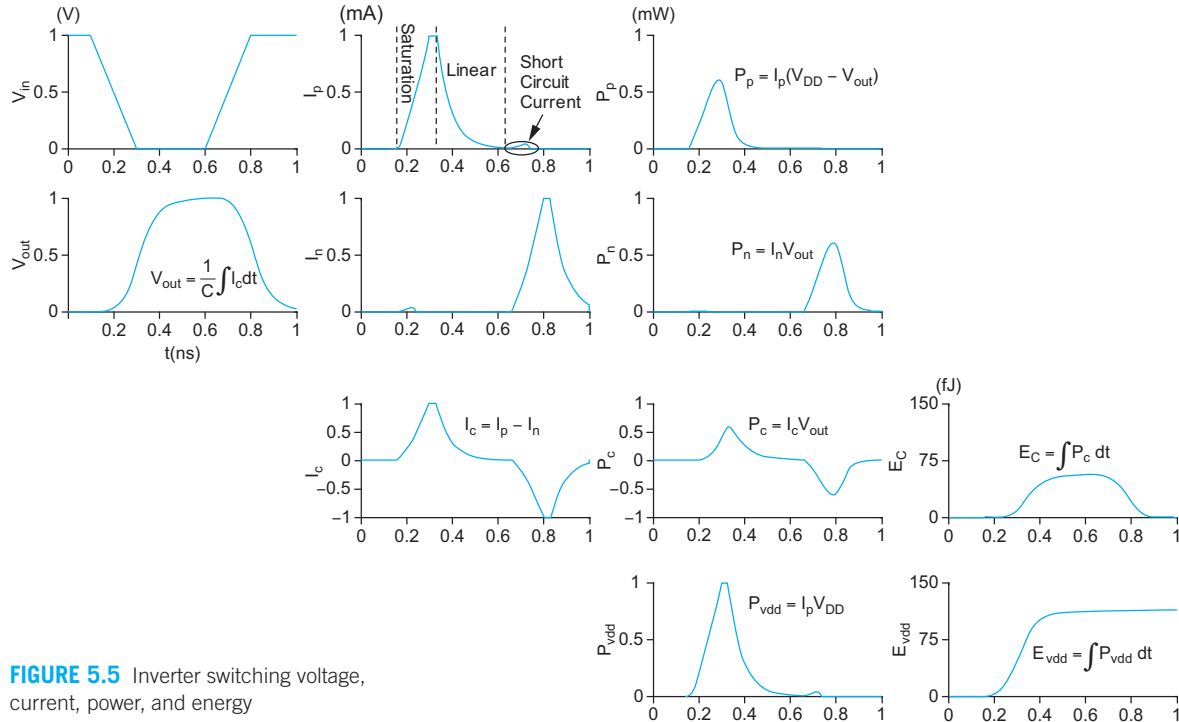 (V)
1
V_in
0.5
0
0 0.2 0.4 0.6 0.8 1
(mA)
1
I_p
0.5
0
Saturation
Linear
Short
Circuit
Current
0 0.2 0.4 0.6 0.8 1
(mW)
1
P_p
0.5
0
P_p = I_p(V_DD – V_out)
0 0.2 0.4 0.6 0.8 1
1
V_out
0.5
0
V_out = 1/C ∫I_c dt
0 0.2 0.4 0.6 0.8 1
t(ns)
1
I_n
0.5
0
0 0.2 0.4 0.6 0.8 1
1
P_n
0.5
0
P_n = I_nV_out
0 0.2 0.4 0.6 0.8 1
1
0.5
0
–0.5
–1
I_c
I_c = I_p – I_n
0 0.2 0.4 0.6 0.8 1
1
0.5
0
–0.5
–1
P_c
P_c = I_cV_out
0 0.2 0.4 0.6 0.8 1
(fJ)
150
75
0
E_C
E_C = ∫P_c dt
0 0.2 0.4 0.6 0.8 1
1
0.5
0
P_vdd
P_vdd = I_pV_DD
0 0.2 0.4 0.6 0.8 1
150
75
0
E_vdd
E_vdd = ∫P_vdd dt
0 0.2 0.4 0.6 0.8 1
FIGURE 5.5 Inverter switching voltage,
current, power, and energy